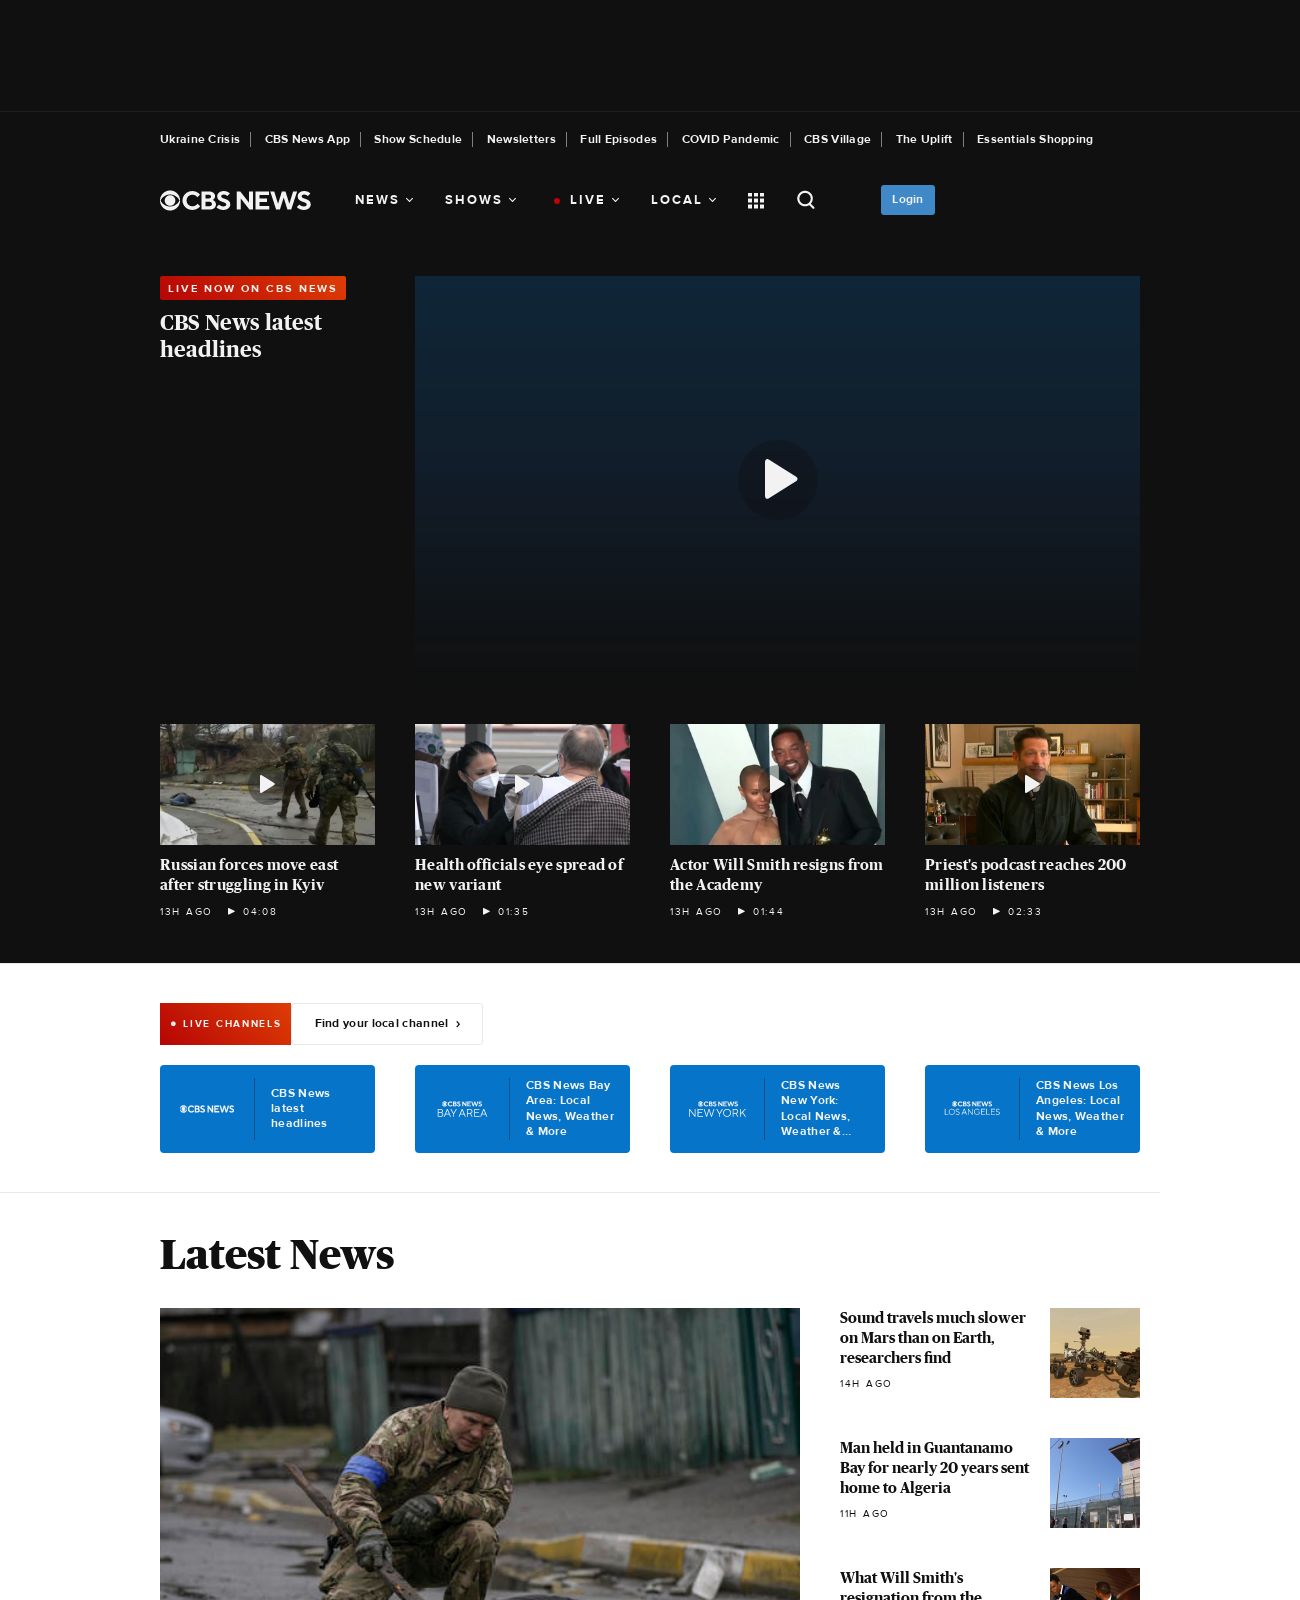 Ukraine Crisis
CBS News App
Show Schedule
Newsletters
Full Episodes
COVID Pandemic
CBS Village
The Uplift
Essentials Shopping
CBS NEWS
NEWS
SHOWS
LIVE
LOCAL
Login
LIVE NOW ON CBS NEWS
CBS News latest
headlines
Russian forces move east
after struggling in Kyiv
13H AGO
04:08
Health officials eye spread of
new variant
13H AGO
01:35
Actor Will Smith resigns from
the Academy
13H AGO
01:44
Priest's podcast reaches 200
million listeners
13H AGO
02:33
LIVE CHANNELS
Find your local channel
CBS NEWS
CBS News
latest
headlines
CBS NEWS
BAY AREA
CBS News Bay
Area: Local
News, Weather
& More
CBS NEWS
NEW YORK
CBS News
New York:
Local News,
Weather &...
CBS NEWS
LOS ANGELES
CBS News Los
Angeles: Local
News, Weather
& More
Latest News
Sound travels much slower
on Mars than on Earth,
researchers find
14H AGO
Man held in Guantanamo
Bay for nearly 20 years sent
home to Algeria
11H AGO
What Will Smith's
resignation from the